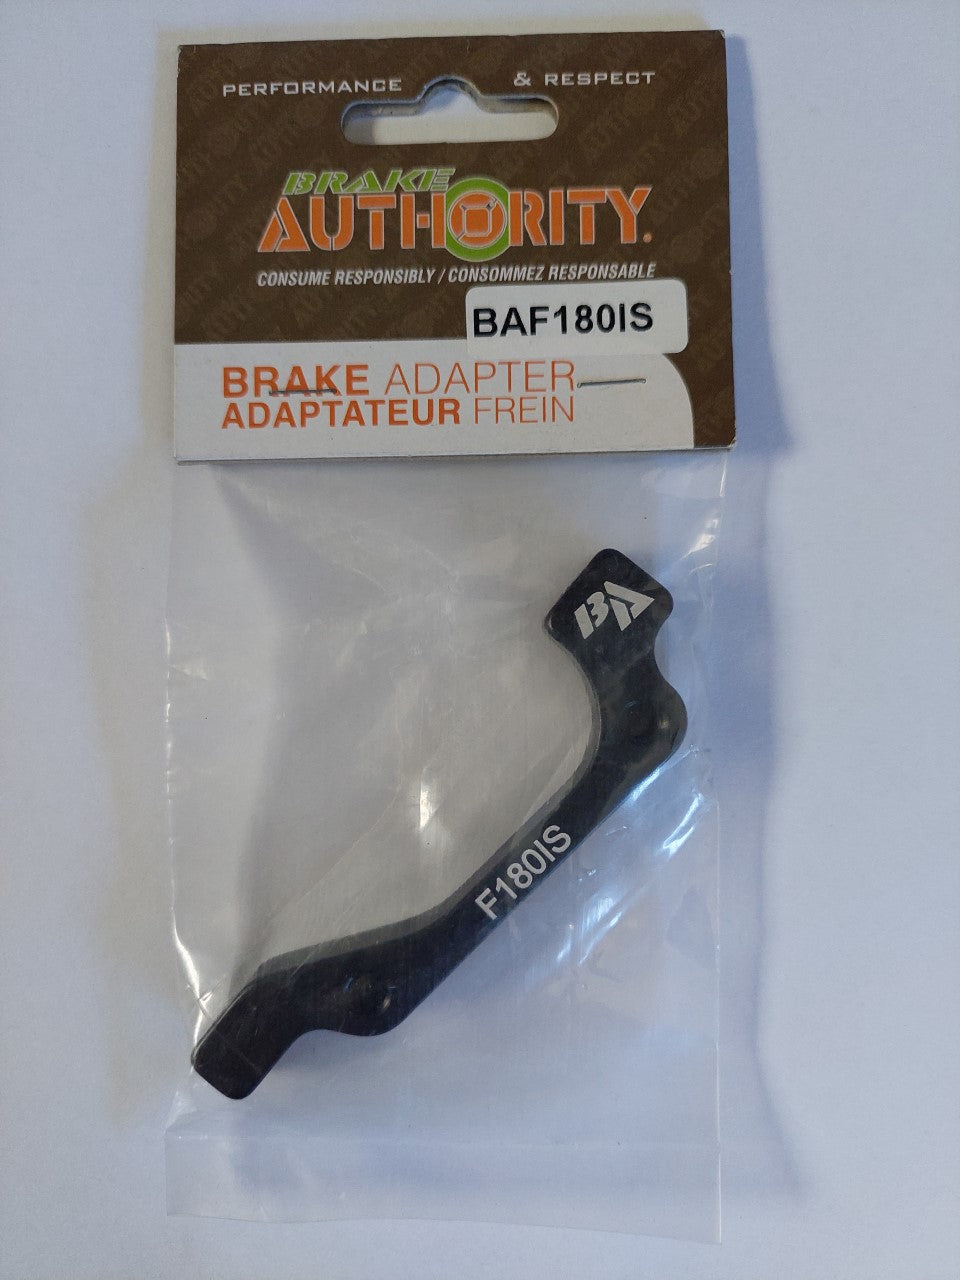 PERFORMANCE & RESPECT
BRAKE
AUTHORITY.
CONSUME RESPONSIBLY / CONSOMMEZ RESPONSABLE
BAF180IS
BRAKE ADAPTER
ADAPTATEUR FREIN
BA
F180IS